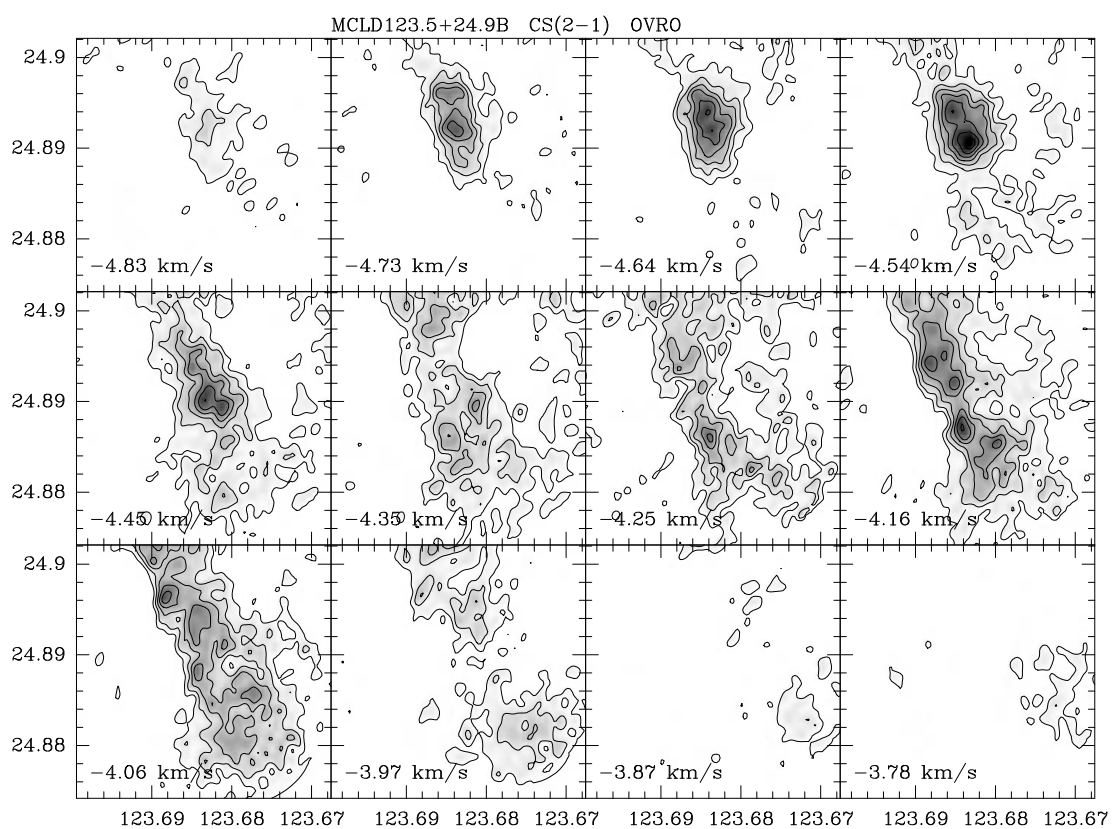 MCLD123.5+24.9B CS(2−1) OVRO
24.9
24.89
24.88
−4.83 km/s
−4.73 km/s
−4.64 km/s
−4.54 km/s
24.9
24.89
24.88
−4.45 km/s
−4.35 km/s
−4.25 km/s
−4.16 km/s
24.9
24.89
24.88
−4.06 km/s
−3.97 km/s
−3.87 km/s
−3.78 km/s
123.69 123.68 123.67 123.69 123.68 123.67 123.69 123.68 123.67 123.69 123.68 123.67